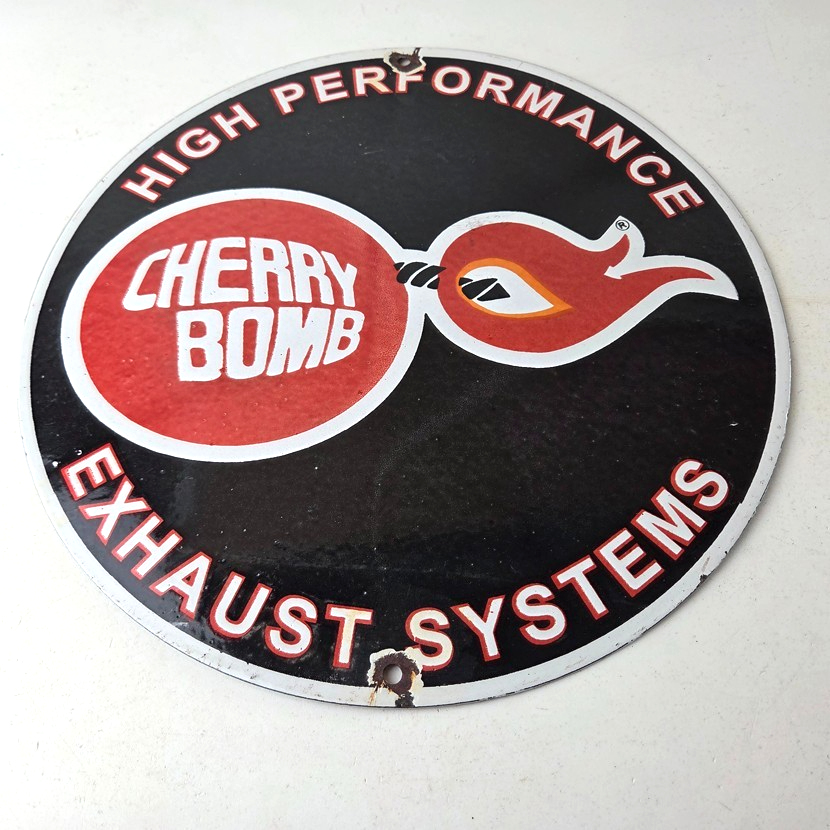 HIGH PERFORMANCE
CHERRY
BOMB
®
EXHAUST SYSTEMS